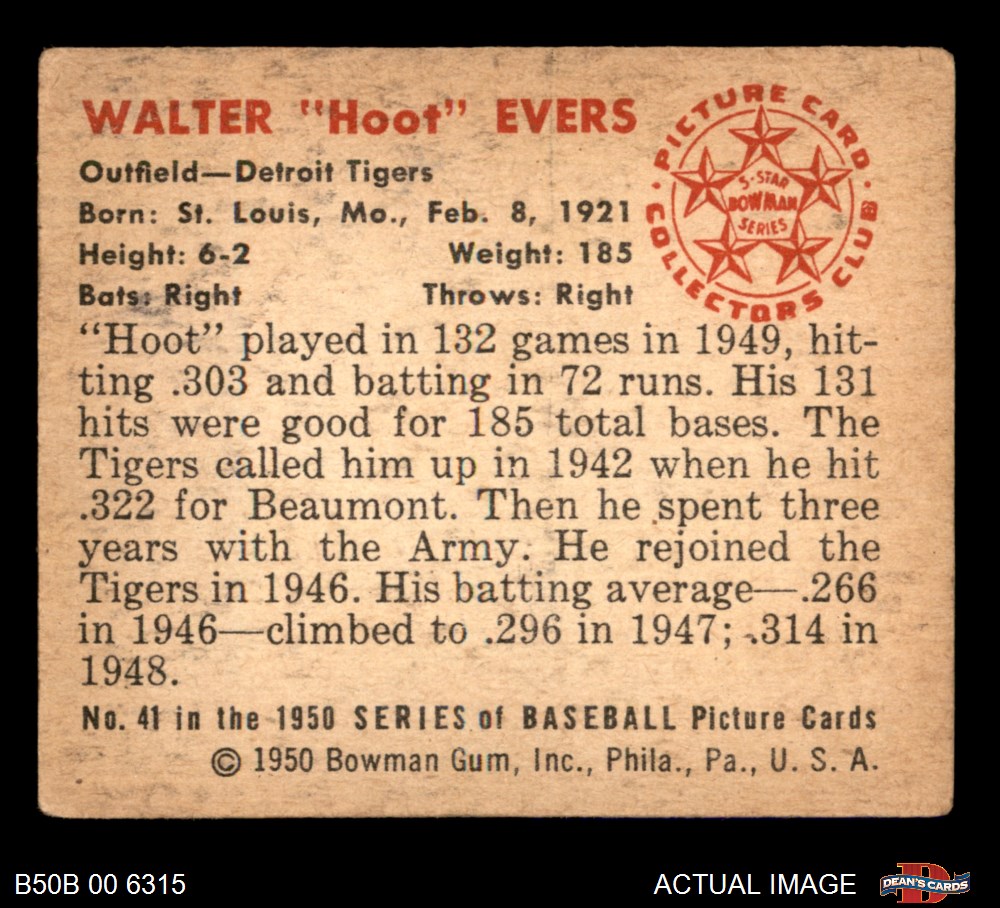 WALTER "Hoot" EVERS
Outfield—Detroit Tigers
Born: St. Louis, Mo., Feb. 8, 1921
Height: 6-2 Weight: 185
Bats: Right Throws: Right
PICTURE CARD
COLLECTORS CLUB
5-STAR
BOWMAN
SERIES
"Hoot" played in 132 games in 1949, hit-
ting .303 and batting in 72 runs. His 131
hits were good for 185 total bases. The
Tigers called him up in 1942 when he hit
.322 for Beaumont. Then he spent three
years with the Army. He rejoined the
Tigers in 1946. His batting average—.266
in 1946—climbed to .296 in 1947; .314 in
1948.
No. 41 in the 1950 SERIES of BASEBALL Picture Cards
© 1950 Bowman Gum, Inc., Phila., Pa., U. S. A.
B50B 00 6315
ACTUAL IMAGE
D
DEAN'S CARDS